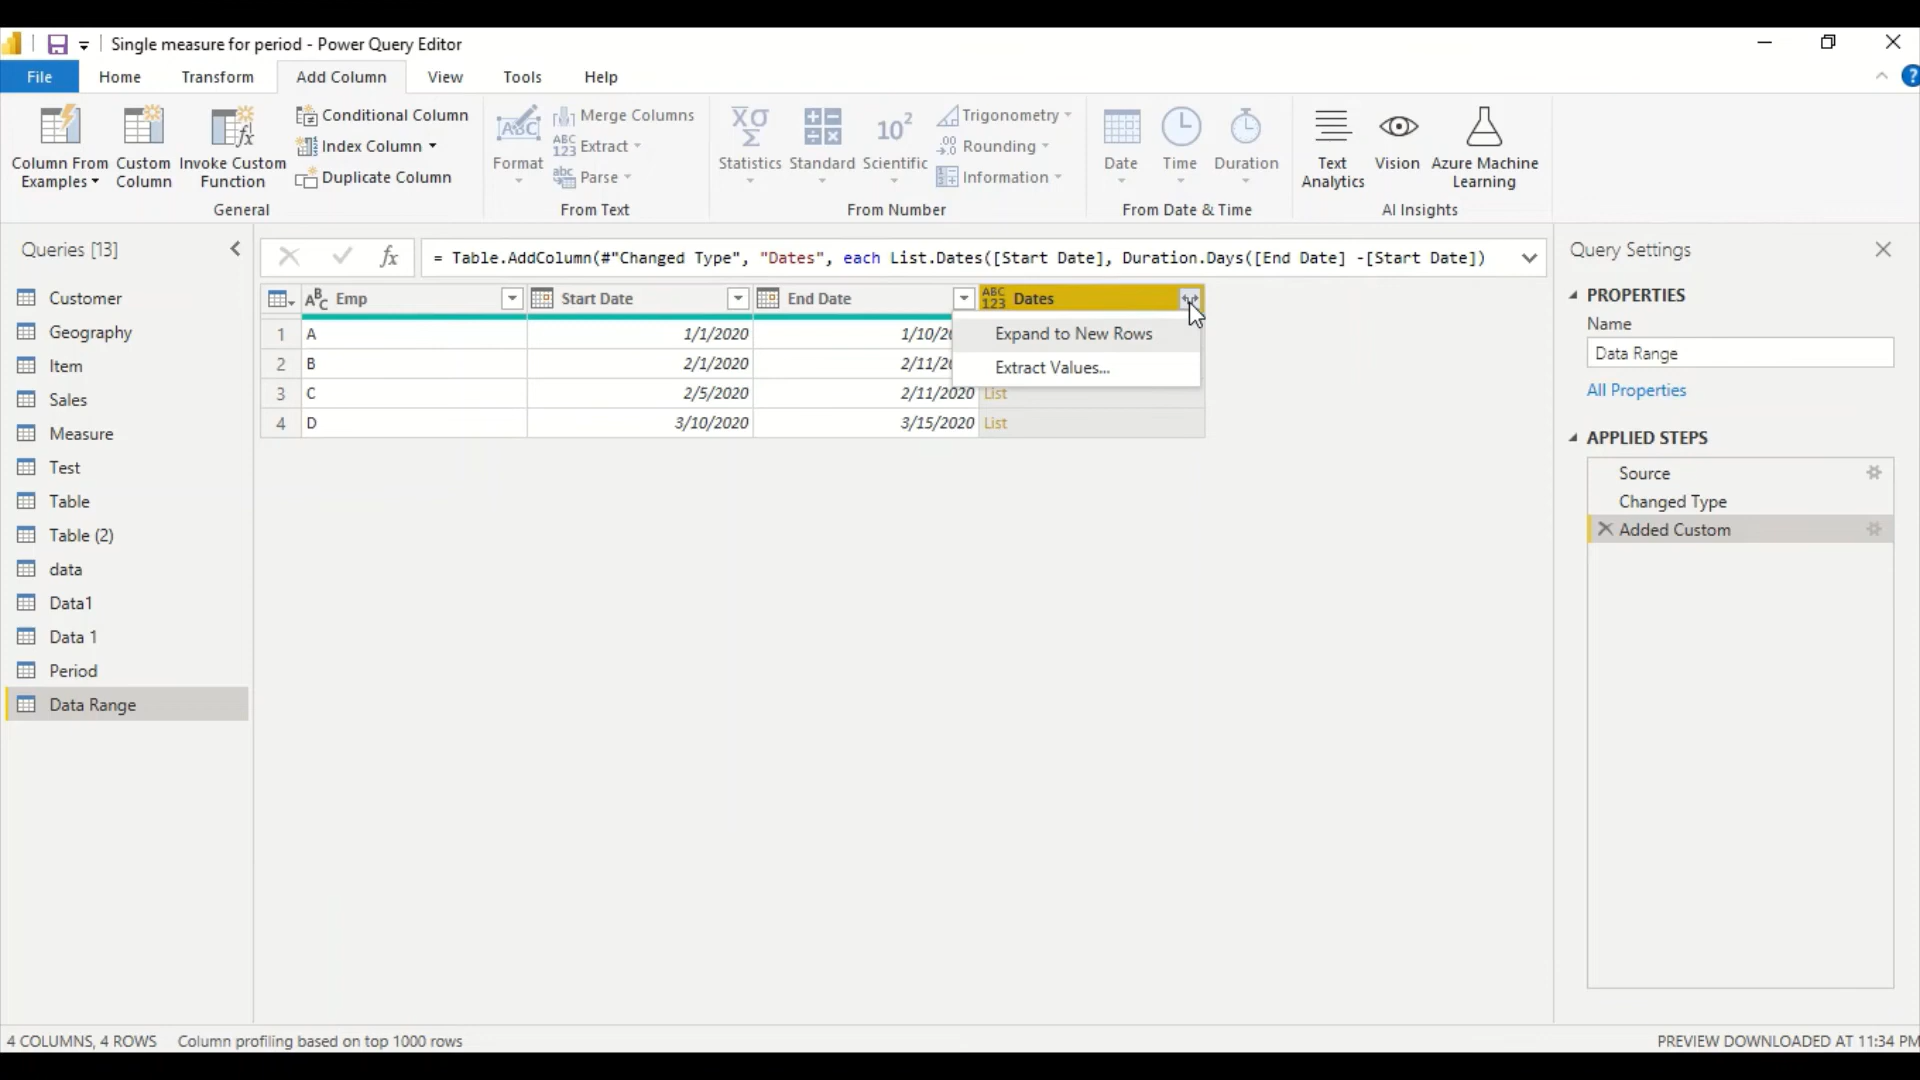 Single measure for period - Power Query Editor
File Home Transform Add Column View Tools Help
Column From Examples
Custom Column
Invoke Custom Function
Conditional Column
Index Column
Duplicate Column
General
Format
Merge Columns
Extract
Parse
From Text
Statistics
Standard
Scientific
Trigonometry
Rounding
Information
From Number
Date
Time
Duration
From Date & Time
Text Analytics
Vision
Azure Machine Learning
AI Insights
Queries [13]
Customer
Geography
Item
Sales
Measure
Test
Table
Table (2)
data
Data1
Data 1
Period
Data Range
= Table.AddColumn(#"Changed Type", "Dates", each List.Dates([Start Date], Duration.Days([End Date] -[Start Date])
Emp Start Date End Date Dates
1 A 1/1/2020 1/10/20
2 B 2/1/2020 2/11/20
3 C 2/5/2020 2/11/2020 List
4 D 3/10/2020 3/15/2020 List
Expand to New Rows
Extract Values...
Query Settings
PROPERTIES
Name
Data Range
All Properties
APPLIED STEPS
Source
Changed Type
Added Custom
4 COLUMNS, 4 ROWS Column profiling based on top 1000 rows
PREVIEW DOWNLOADED AT 11:34 PM